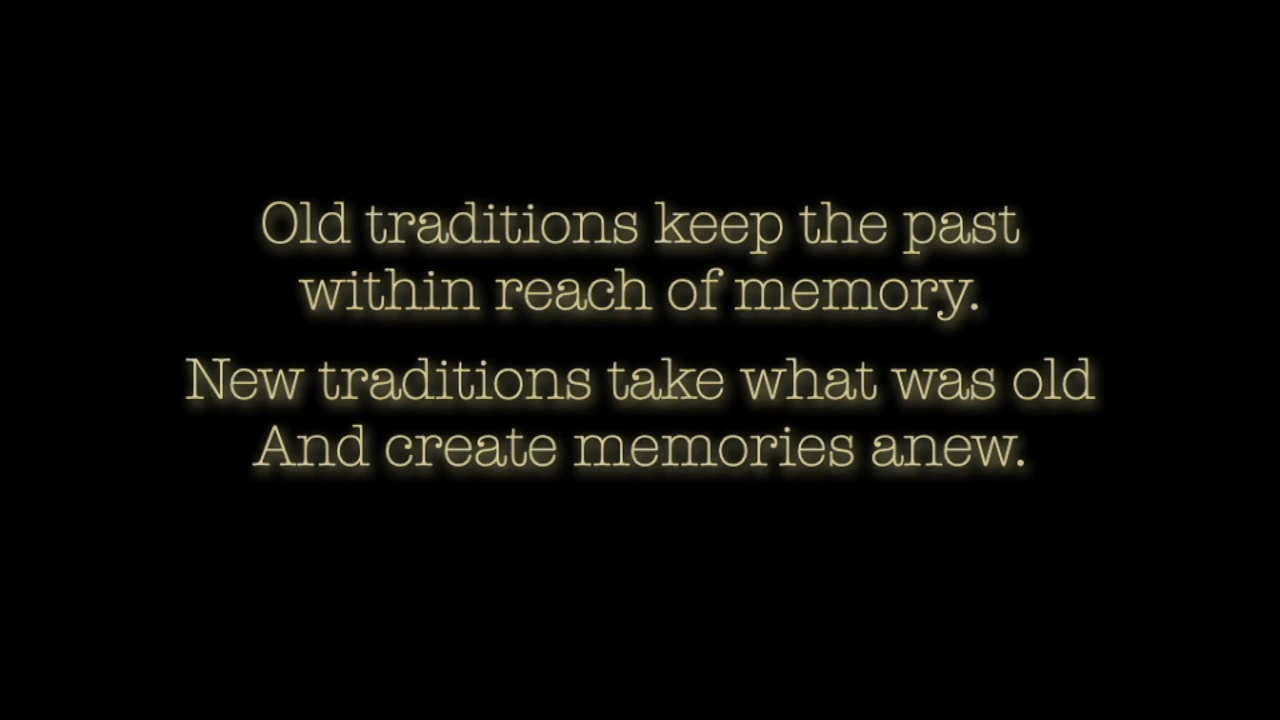 Old traditions keep the past
within reach of memory.
New traditions take what was old
And create memories anew.